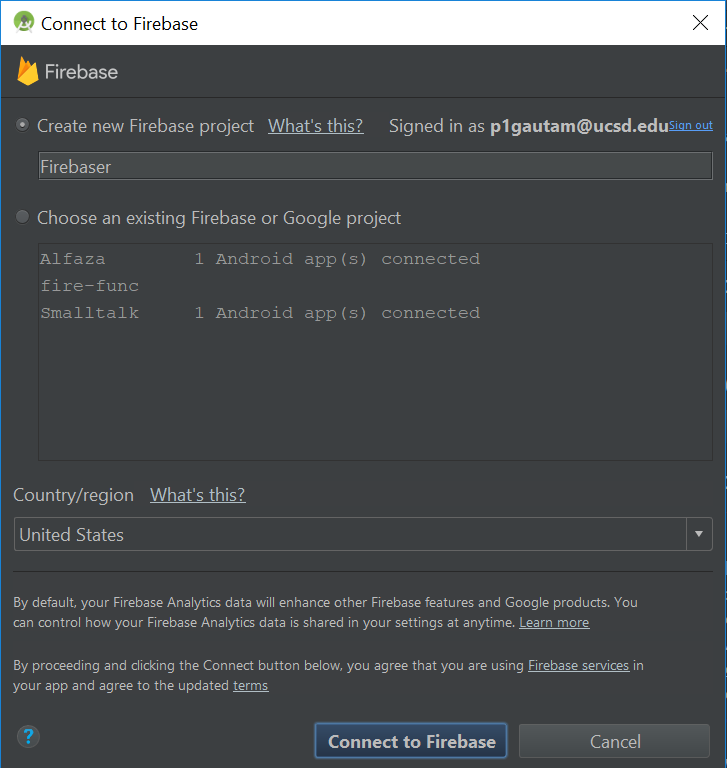 Connect to Firebase
Firebase
Create new Firebase project What's this? Signed in as p1gautam@ucsd.edu Sign out
Firebaser
Choose an existing Firebase or Google project
Alfaza 1 Android app(s) connected
fire-func
Smalltalk 1 Android app(s) connected
Country/region What's this?
United States
By default, your Firebase Analytics data will enhance other Firebase features and Google products. You
can control how your Firebase Analytics data is shared in your settings at anytime. Learn more
By proceeding and clicking the Connect button below, you agree that you are using Firebase services in
your app and agree to the updated terms
? Connect to Firebase Cancel